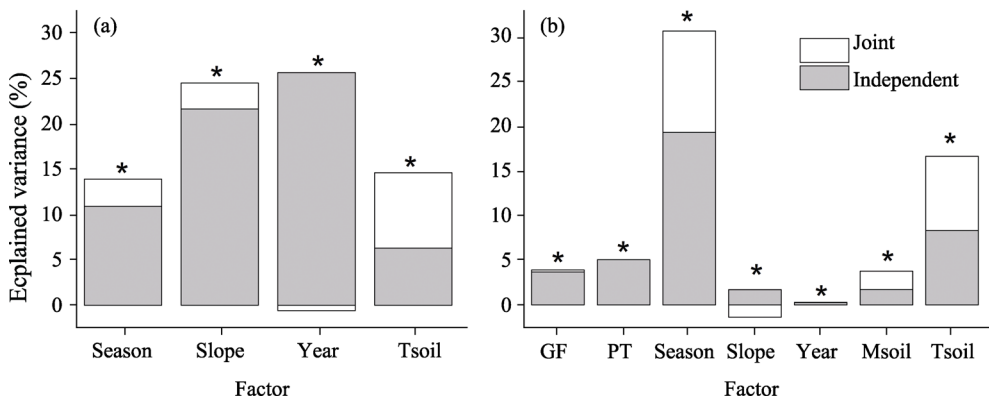 (a)
Ecplained variance (%)
30
25
20
15
10
5
0
*
*
*
*
Season Slope Year Tsoil
Factor
(b)
30
25
20
15
10
5
0
*
*
*
*
*
*
*
Joint
Independent
GF PT Season Slope Year Msoil Tsoil
Factor